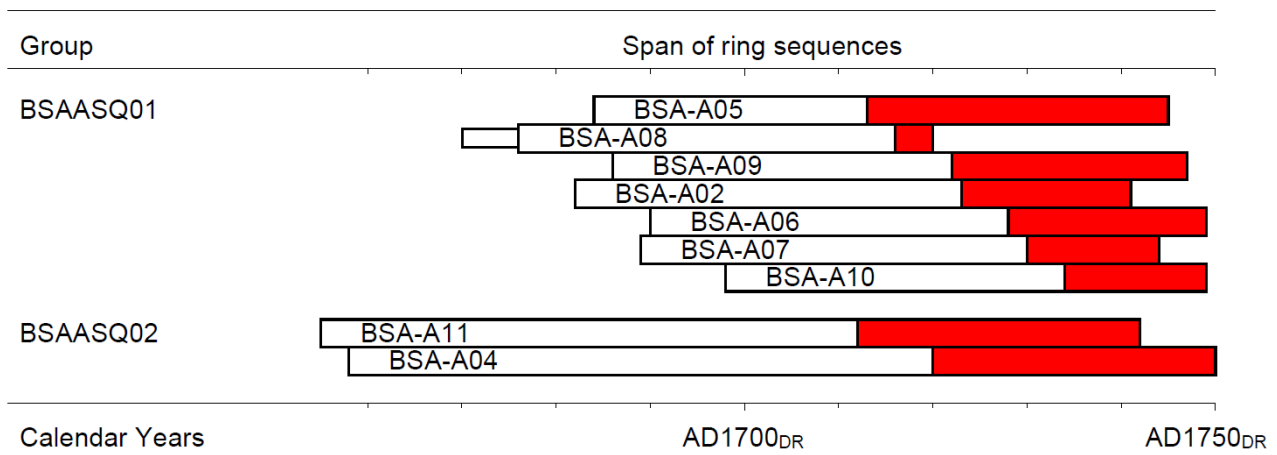 Group Span of ring sequences
BSAASQ01 BSA-A05
BSA-A08
BSA-A09
BSA-A02
BSA-A06
BSA-A07
BSA-A10
BSAASQ02 BSA-A11
BSA-A04
Calendar Years AD1700DR AD1750DR